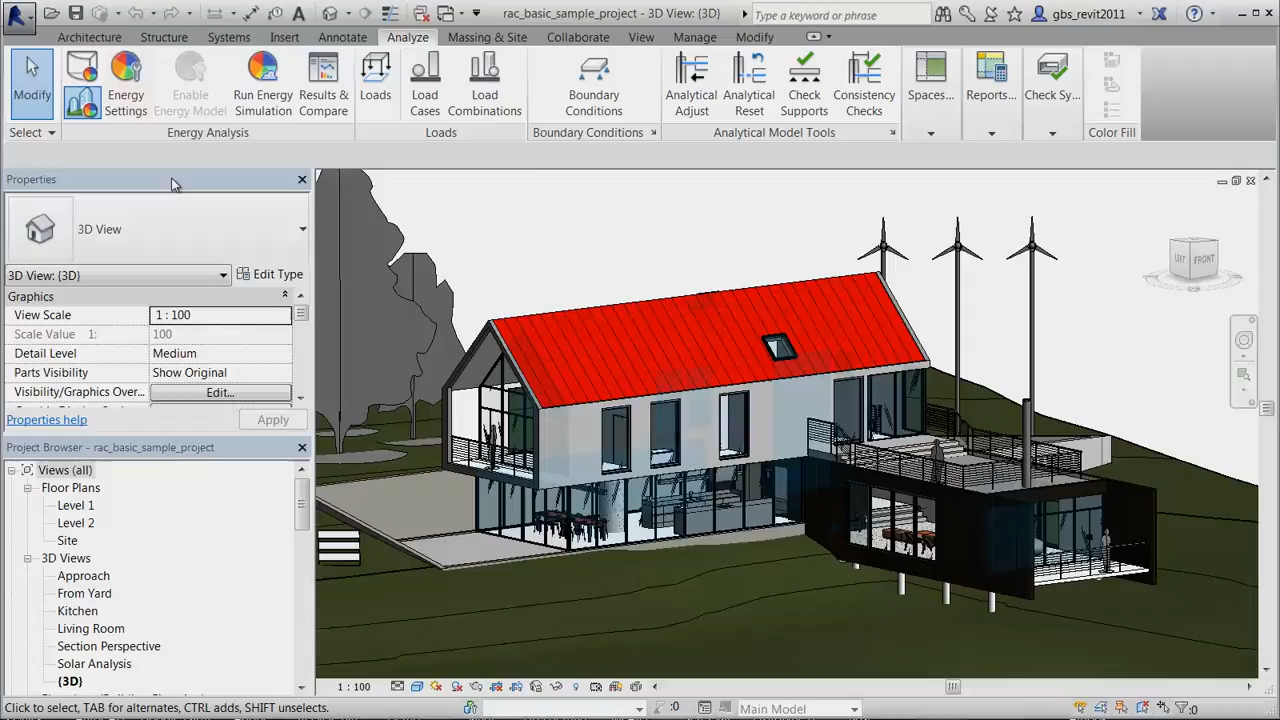 rac_basic_sample_project - 3D View: {3D}
Type a keyword or phrase
gbs_revit2011
Architecture Structure Systems Insert Annotate Analyze Massing & Site Collaborate View Manage Modify
Modify
Energy Settings
Enable Energy Model
Run Energy Simulation
Results & Compare
Loads
Load Cases
Load Combinations
Boundary Conditions
Analytical Adjust
Analytical Reset
Check Supports
Consistency Checks
Spaces...
Reports...
Check Sy...
Select
Energy Analysis
Loads
Boundary Conditions
Analytical Model Tools
Color Fill
Properties
3D View
3D View: {3D}
Edit Type
Graphics
View Scale 1 : 100
Scale Value 1: 100
Detail Level Medium
Parts Visibility Show Original
Visibility/Graphics Over... Edit...
Properties help
Apply
Project Browser - rac_basic_sample_project
Views (all)
Floor Plans
Level 1
Level 2
Site
3D Views
Approach
From Yard
Kitchen
Living Room
Section Perspective
Solar Analysis
{3D}
LEFT FRONT
1 : 100
Click to select, TAB for alternates, CTRL adds, SHIFT unselects.
:0
Main Model
:0